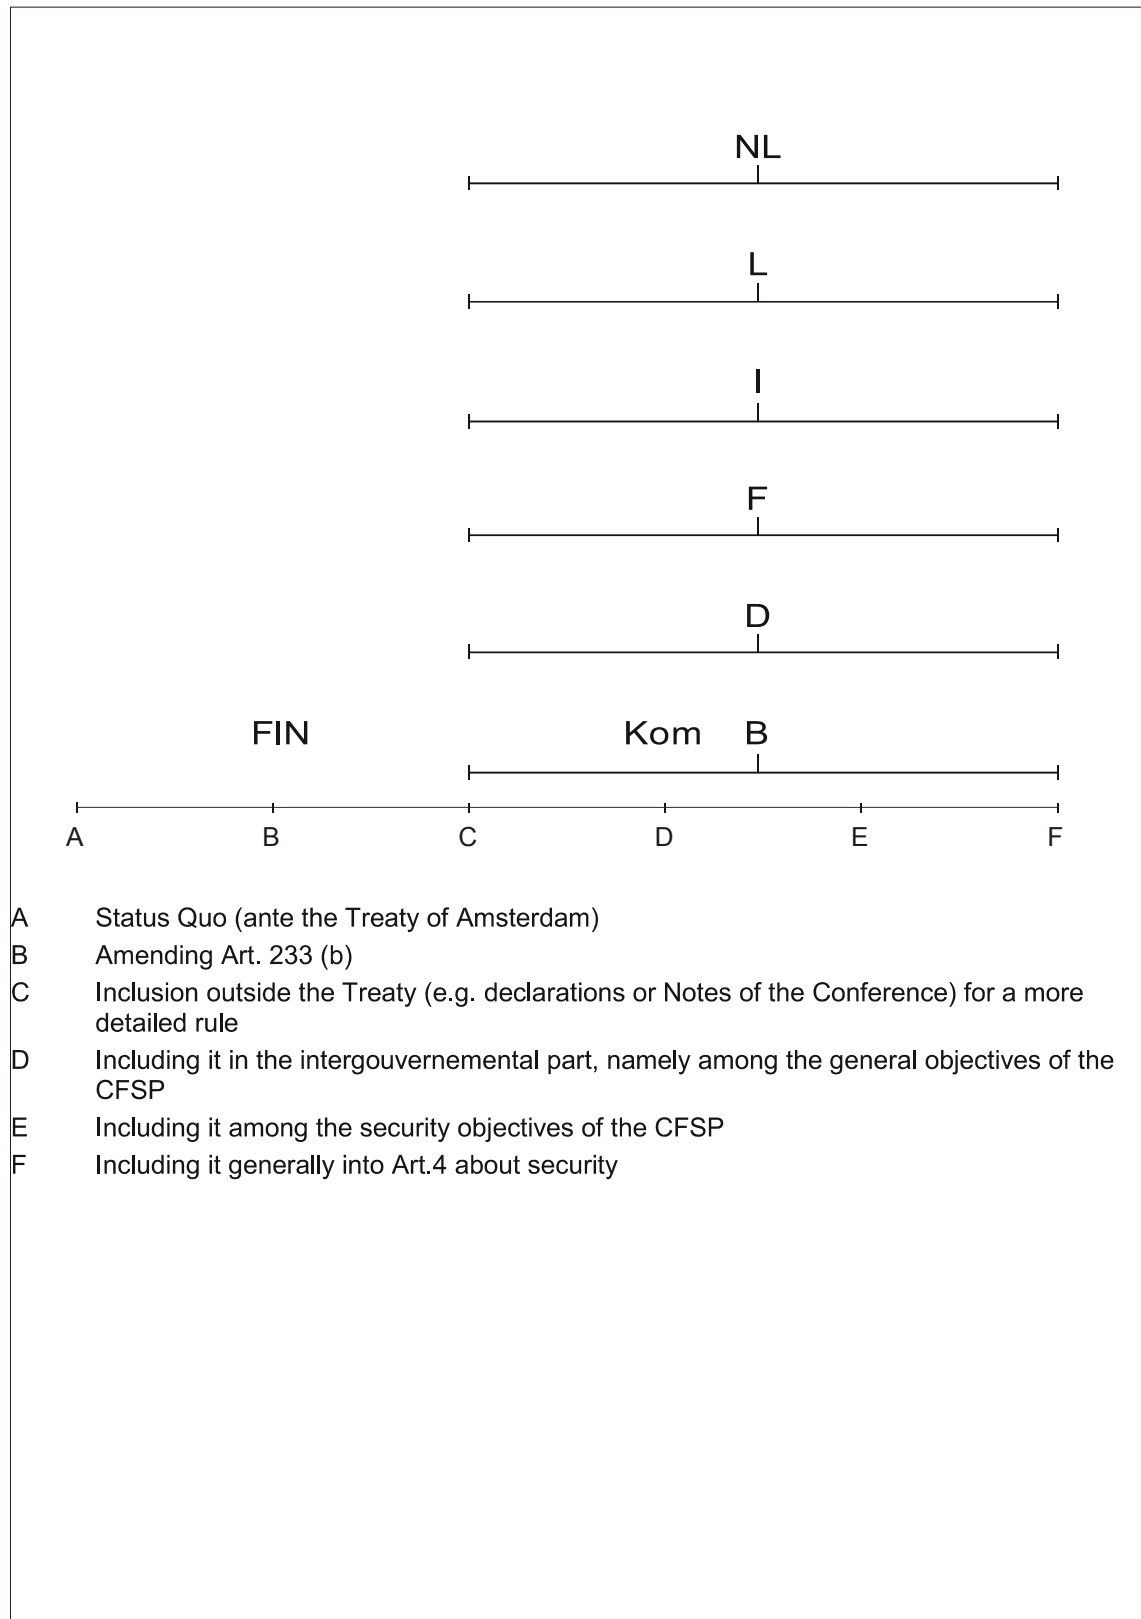 NL
L
I
F
D
FIN Kom B
A B C D E F
A Status Quo (ante the Treaty of Amsterdam)
B Amending Art. 233 (b)
C Inclusion outside the Treaty (e.g. declarations or Notes of the Conference) for a more
detailed rule
D Including it in the intergouvernemental part, namely among the general objectives of the
CFSP
E Including it among the security objectives of the CFSP
F Including it generally into Art.4 about security